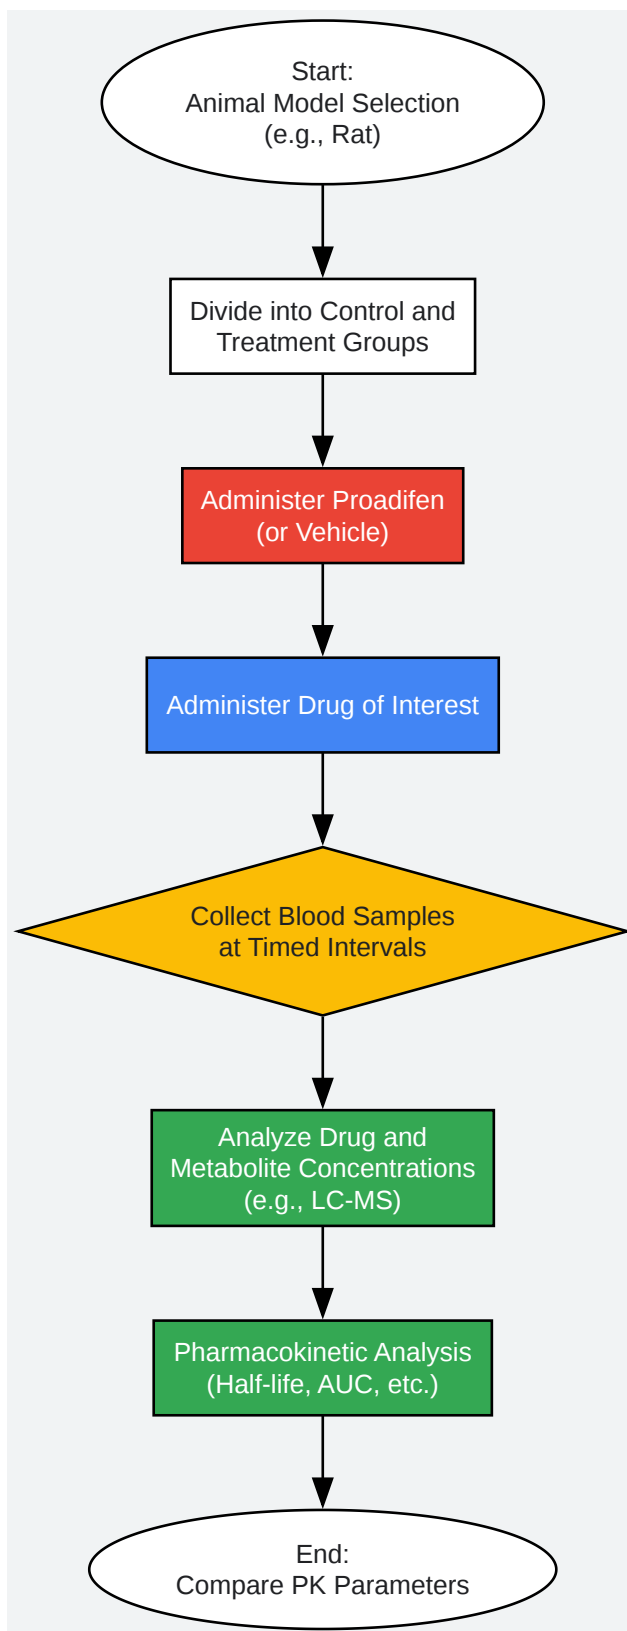 Start:
Animal Model Selection
(e.g., Rat)
Divide into Control and
Treatment Groups
Administer Proadifen
(or Vehicle)
Administer Drug of Interest
Collect Blood Samples
at Timed Intervals
Analyze Drug and
Metabolite Concentrations
(e.g., LC-MS)
Pharmacokinetic Analysis
(Half-life, AUC, etc.)
End:
Compare PK Parameters